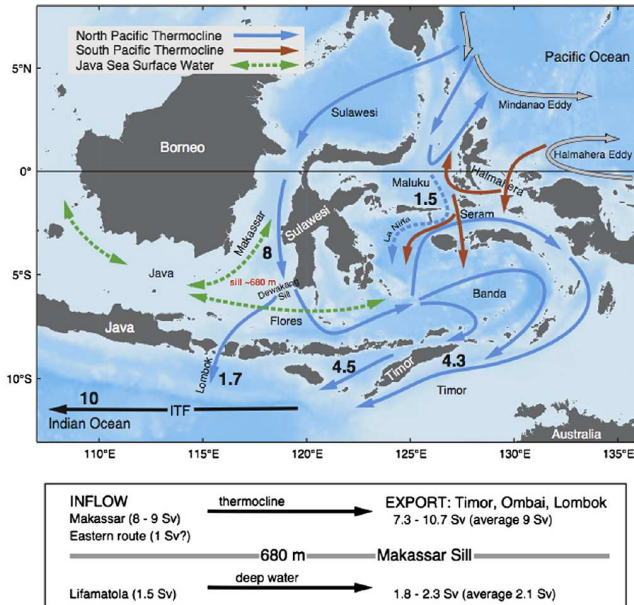 North Pacific Thermocline
South Pacific Thermocline
Java Sea Surface Water
Pacific Ocean
5°N
Mindanao Eddy
Sulawesi
Borneo
Halmahera Eddy
0°
Maluku
Halmahera
1.5
Seram
La Niña
Makassar
Sulawesi
8
Java
sill ~680 m
Dewakang
Sill
5°S
Banda
Flores
Java
Lombok
1.7
4.5
Timor
4.3
Timor
10°S
10
ITF
Indian Ocean
Australia
110°E
115°E
120°E
125°E
130°E
135°E
INFLOW thermocline EXPORT: Timor, Ombai, Lombok
Makassar (8 - 9 Sv) 7.3 - 10.7 Sv (average 9 Sv)
Eastern route (1 Sv?)
680 m Makassar Sill
deep water
Lifamatola (1.5 Sv) 1.8 - 2.3 Sv (average 2.1 Sv)